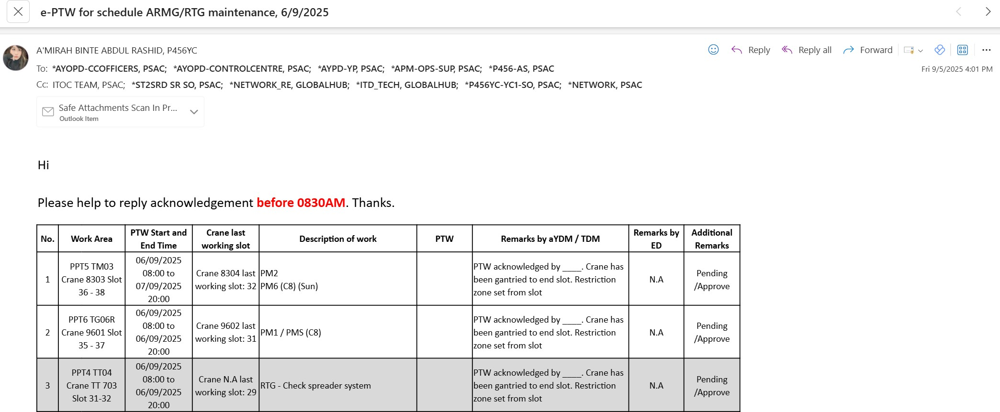 e-PTW for schedule ARMG/RTG maintenance, 6/9/2025
A'MIRAH BINTE ABDUL RASHID, P456YC
Reply
Reply all
Forward
To: *AYOPD-CCOFFICERS, PSAC; *AYOPD-CONTROLCENTRE, PSAC; *AYPD-YP, PSAC; *APM-OPS-SUP, PSAC; *P456-AS, PSAC
Fri 9/5/2025 4:01 PM
Cc: ITOC TEAM, PSAC; *ST2SRD SR SO, PSAC; *NETWORK_RE, GLOBALHUB; *ITD_TECH, GLOBALHUB; *P456YC-YC1-SO, PSAC; *NETWORK, PSAC
Safe Attachments Scan In Pr...
Outlook Item
Hi
Please help to reply acknowledgement before 0830AM. Thanks.
No.
Work Area
PTW Start and
End Time
Crane last
working slot
Description of work
PTW
Remarks by aYDM / TDM
Remarks by
ED
Additional
Remarks
1
PPT5 TM03
Crane 8303 Slot
36 - 38
06/09/2025
08:00 to
07/09/2025
20:00
Crane 8304 last
working slot: 32
PM2
PM6 (C8) (Sun)
PTW acknowledged by ____. Crane has
been gantried to end slot. Restriction
zone set from slot
N.A
Pending
/Approve
2
PPT6 TG06R
Crane 9601 Slot
35 - 37
06/09/2025
08:00 to
06/09/2025
20:00
Crane 9602 last
working slot: 31
PM1 / PMS (C8)
PTW acknowledged by ____. Crane has
been gantried to end slot. Restriction
zone set from slot
N.A
Pending
/Approve
3
PPT4 TT04
Crane TT 703
Slot 31-32
06/09/2025
08:00 to
06/09/2025
20:00
Crane N.A last
working slot: 29
RTG - Check spreader system
PTW acknowledged by ____. Crane has
been gantried to end slot. Restriction
zone set from slot
N.A
Pending
/Approve